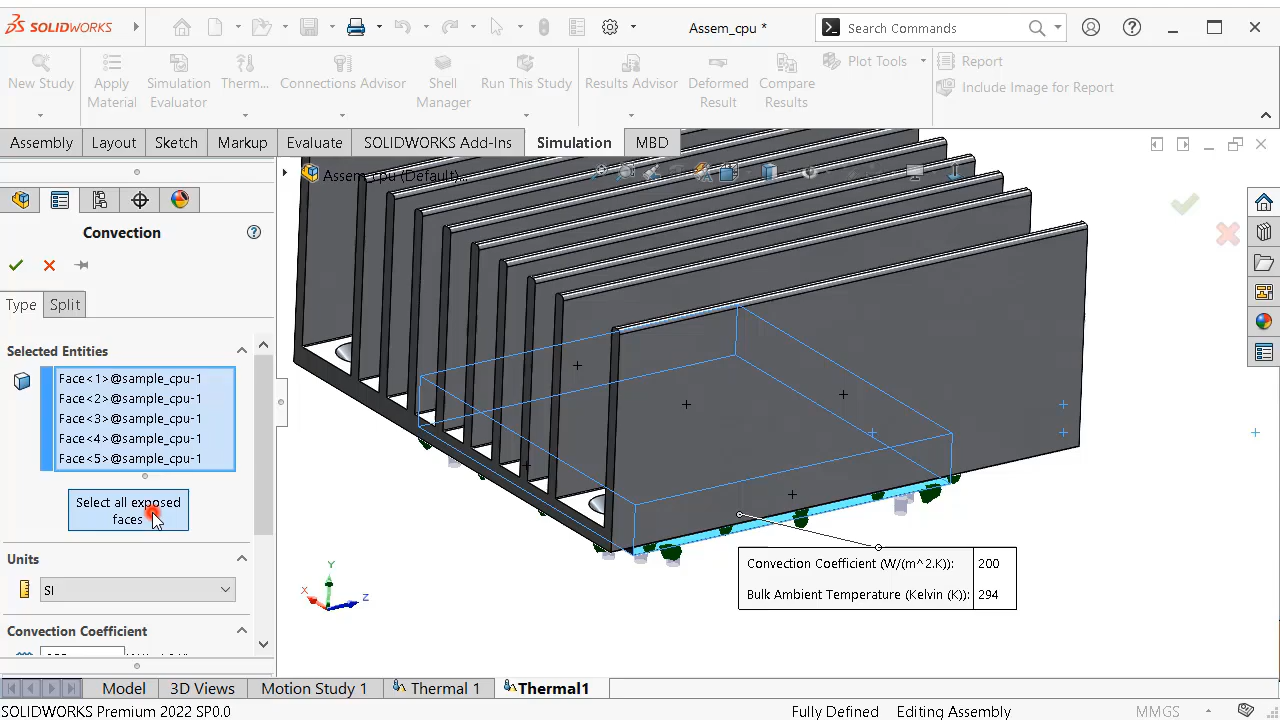 SOLIDWORKS
Assem_cpu *
Search Commands
New Study
Apply Material
Simulation Evaluator
Therm...
Connections Advisor
Shell Manager
Run This Study
Results Advisor
Deformed Result
Compare Results
Plot Tools
Report
Include Image for Report
Assembly
Layout
Sketch
Markup
Evaluate
SOLIDWORKS Add-Ins
Simulation
MBD
Assem_cpu (Default)...
Convection
Type
Split
Selected Entities
Face<1>@sample_cpu-1
Face<2>@sample_cpu-1
Face<3>@sample_cpu-1
Face<4>@sample_cpu-1
Face<5>@sample_cpu-1
Select all exposed
faces
Units
SI
Convection Coefficient
Convection Coefficient (W/(m^2.K)): 200
Bulk Ambient Temperature (Kelvin (K)): 294
Y
X
Z
Model
3D Views
Motion Study 1
Thermal 1
Thermal1
SOLIDWORKS Premium 2022 SP0.0
Fully Defined
Editing Assembly
MMGS